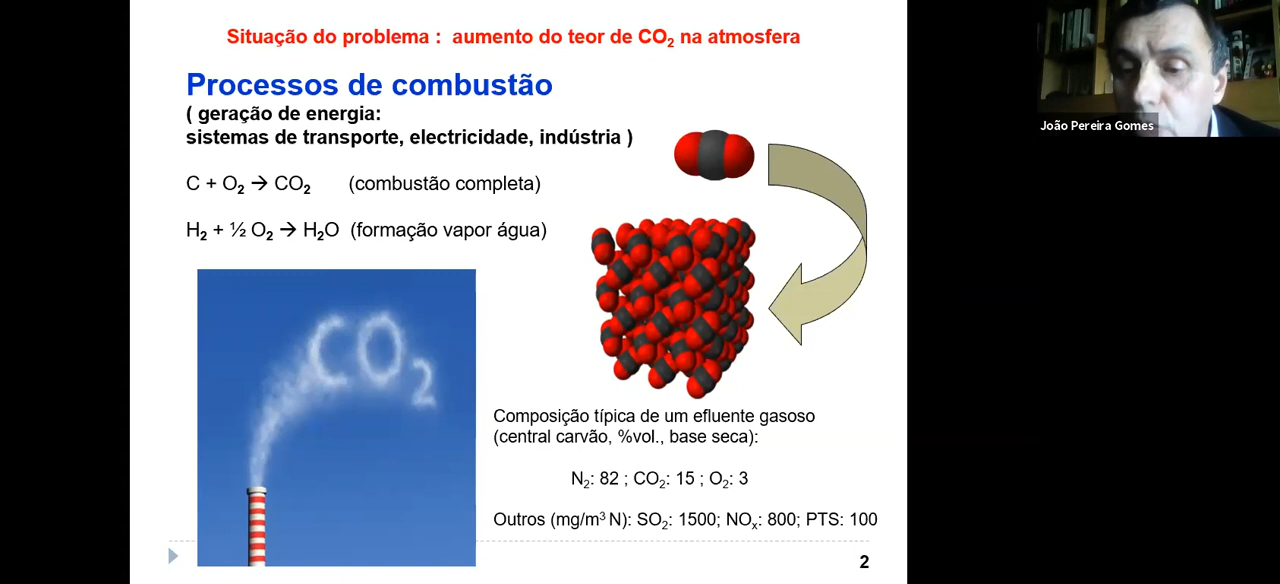 Situação do problema : aumento do teor de CO₂ na atmosfera
Processos de combustão
( geração de energia:
sistemas de transporte, electricidade, indústria )
C + O₂ → CO₂ (combustão completa)
H₂ + ½ O₂ → H₂O (formação vapor água)
CO₂
Composição típica de um efluente gasoso
(central carvão, %vol., base seca):
N₂: 82 ; CO₂: 15 ; O₂: 3
Outros (mg/m³ N): SO₂: 1500; NOₓ: 800; PTS: 100
2
João Pereira Gomes